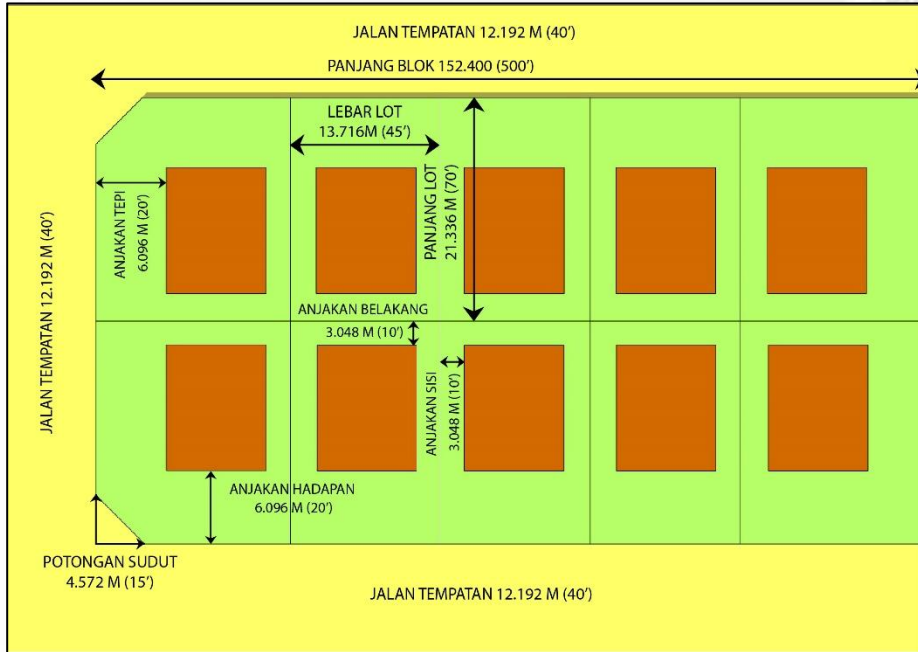 JALAN TEMPATAN 12.192 M (40')
PANJANG BLOK 152.400 (500')
LEBAR LOT
13.716M (45')
PANJANG LOT
21.336 M (70')
ANJAKAN TEPI
6.096 M (20')
JALAN TEMPATAN 12.192 M (40')
ANJAKAN BELAKANG
3.048 M (10')
ANJAKAN SISI
3.048 M (10')
ANJAKAN HADAPAN
6.096 M (20')
POTONGAN SUDUT
4.572 M (15')
JALAN TEMPATAN 12.192 M (40')